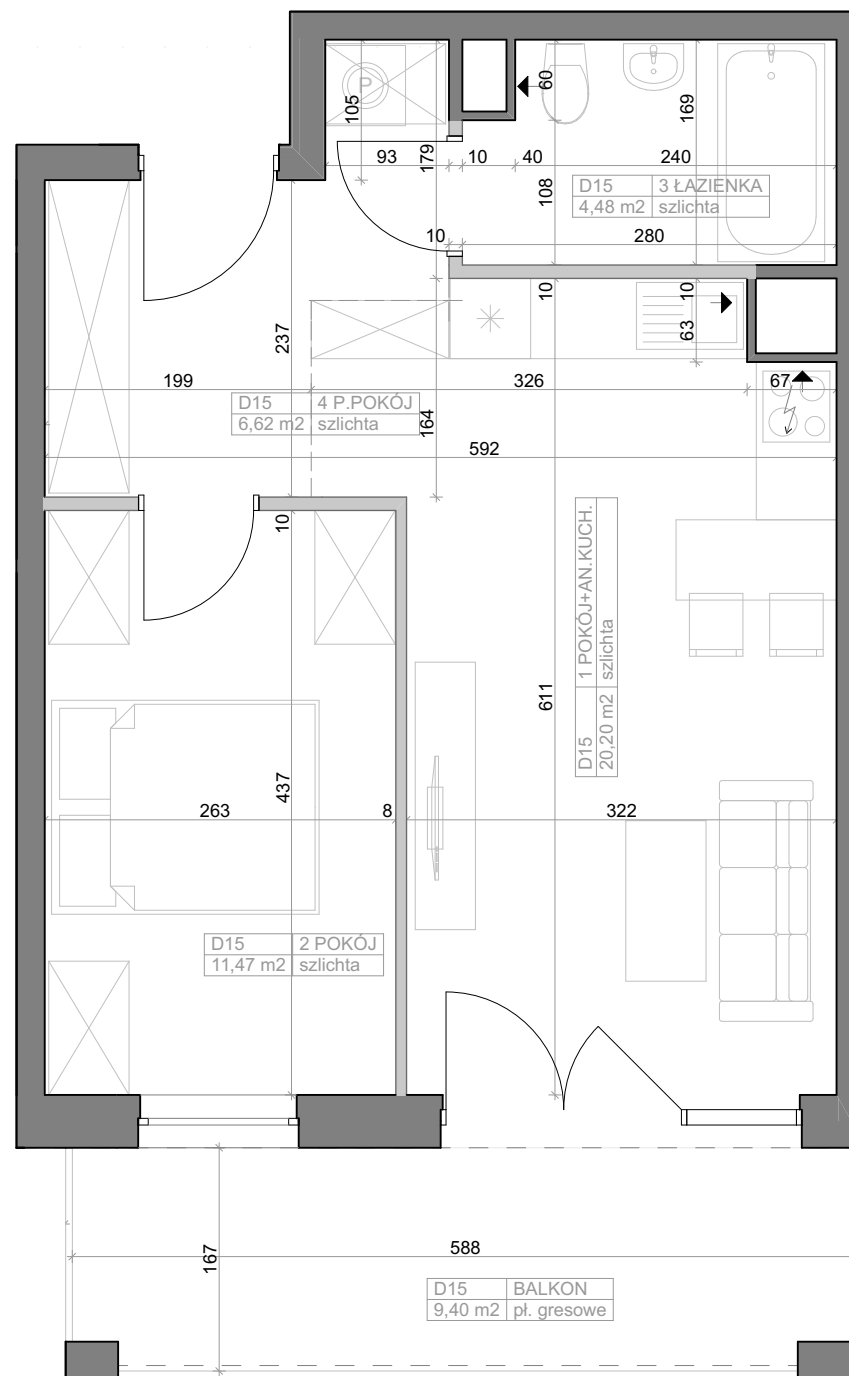 P
60
105
169
93
179
10
40
240
108
D15 3 ŁAZIENKA
4,48 m2 szlichta
10
280
10
10
63
237
199
326
67
D15 4 P.POKÓJ
6,62 m2 szlichta
164
592
10
D15 1 POKÓJ+AN.KUCH.
20,20 m2 szlichta
611
437
263
8
322
D15 2 POKÓJ
11,47 m2 szlichta
167
588
D15 BALKON
9,40 m2 pł. gresowe